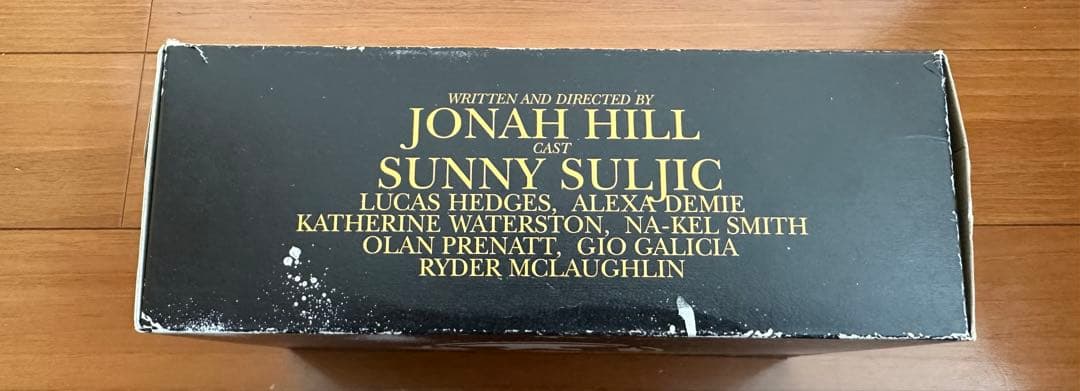 WRITTEN AND DIRECTED BY
JONAH HILL
CAST
SUNNY SULJIC
LUCAS HEDGES, ALEXA DEMIE
KATHERINE WATERSTON, NA-KEL SMITH
OLAN PRENATT, GIO GALICIA
RYDER MCLAUGHLIN